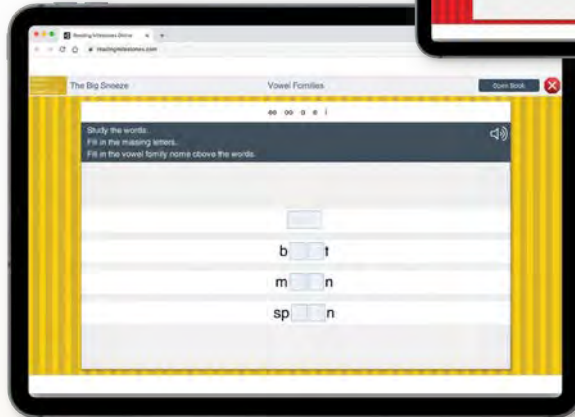 Reading Milestones Online
readingmilestones.com
The Big Snooze
Vowel Families
Open Book
ee oo a e i
Study the words.
Fill in the missing letters.
Fill in the vowel family name above the words.
b t
m n
sp n